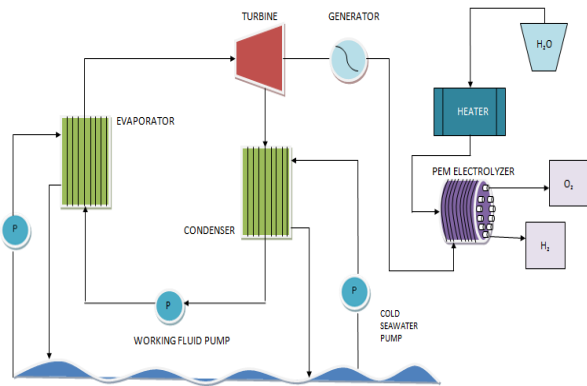 TURBINE
GENERATOR
H₂O
HEATER
EVAPORATOR
PEM ELECTROLYZER
O₂
H₂
CONDENSER
P
P
P
WORKING FLUID PUMP
COLD
SEAWATER
PUMP